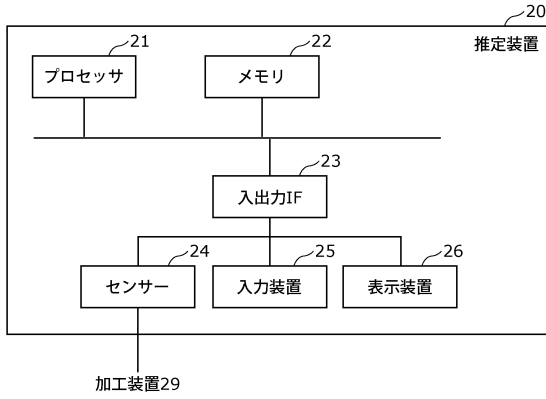 20
推定装置
21
22
プロセッサ
メモリ
23
入出力IF
24
25
26
センサー
入力装置
表示装置
加工装置29